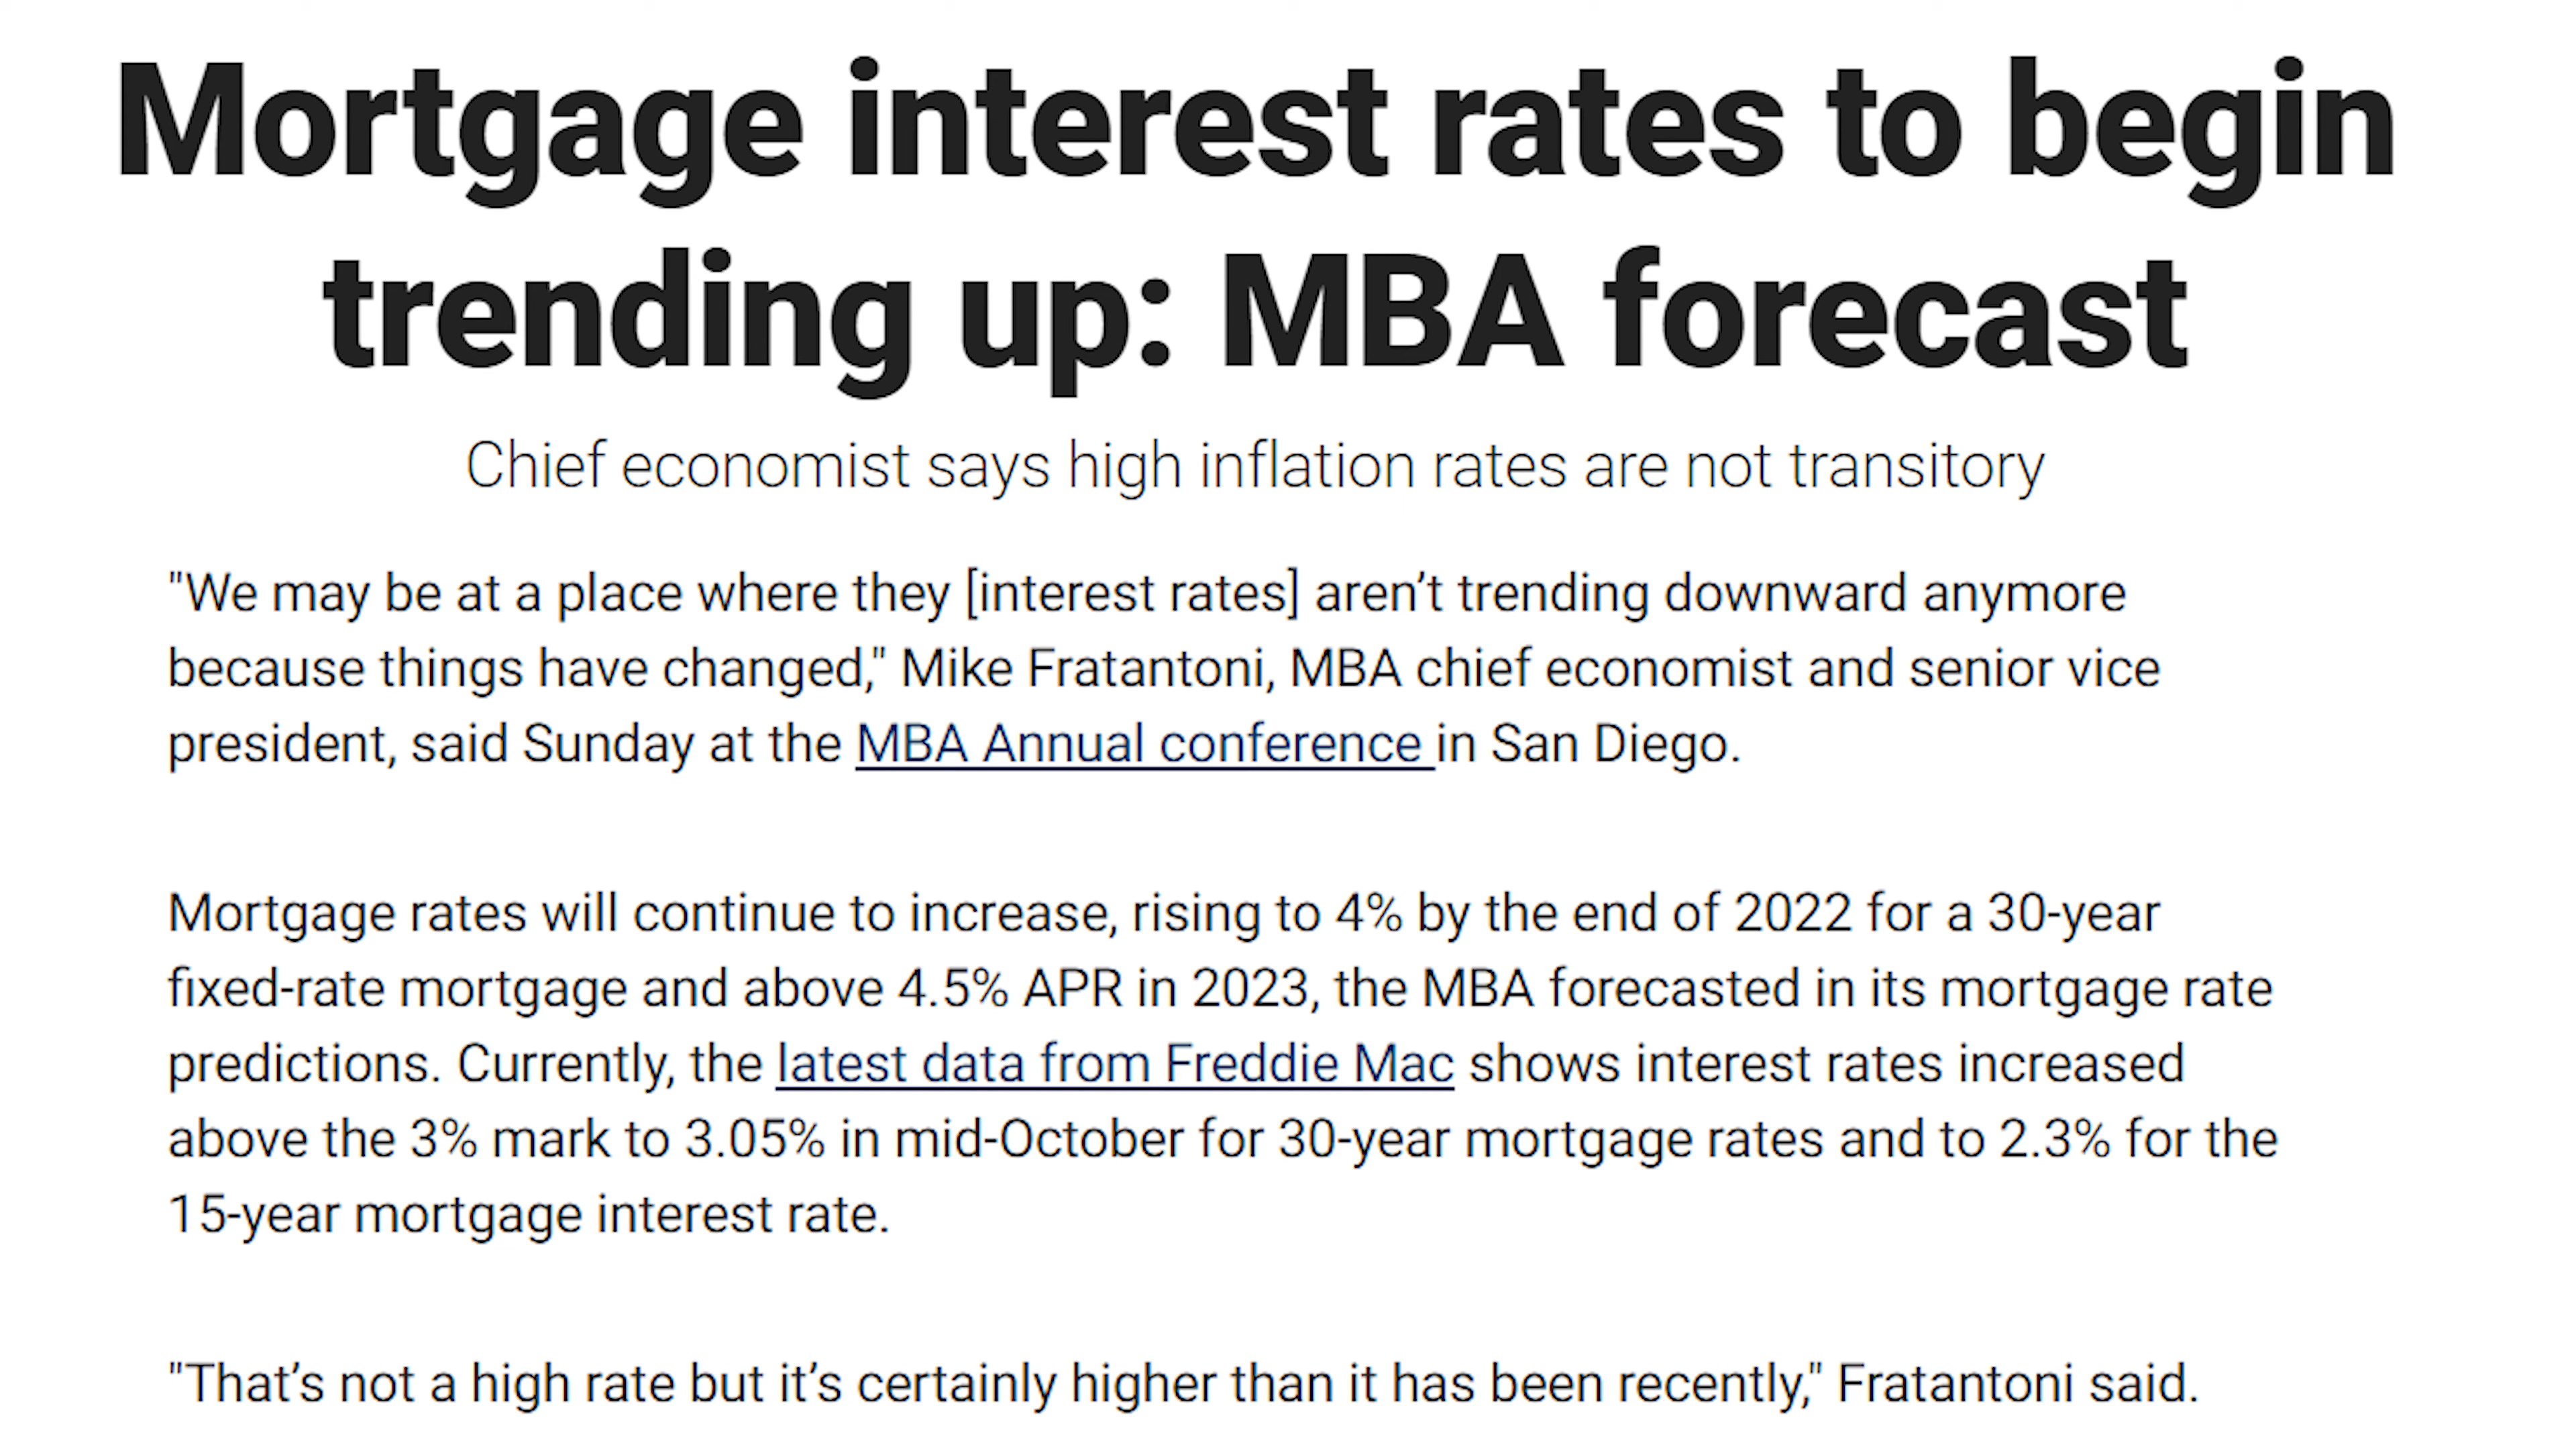 Mortgage interest rates to begin
trending up: MBA forecast
Chief economist says high inflation rates are not transitory
"We may be at a place where they [interest rates] aren’t trending downward anymore
because things have changed," Mike Fratantoni, MBA chief economist and senior vice
president, said Sunday at the MBA Annual conference in San Diego.
Mortgage rates will continue to increase, rising to 4% by the end of 2022 for a 30-year
fixed-rate mortgage and above 4.5% APR in 2023, the MBA forecasted in its mortgage rate
predictions. Currently, the latest data from Freddie Mac shows interest rates increased
above the 3% mark to 3.05% in mid-October for 30-year mortgage rates and to 2.3% for the
15-year mortgage interest rate.
"That’s not a high rate but it’s certainly higher than it has been recently," Fratantoni said.